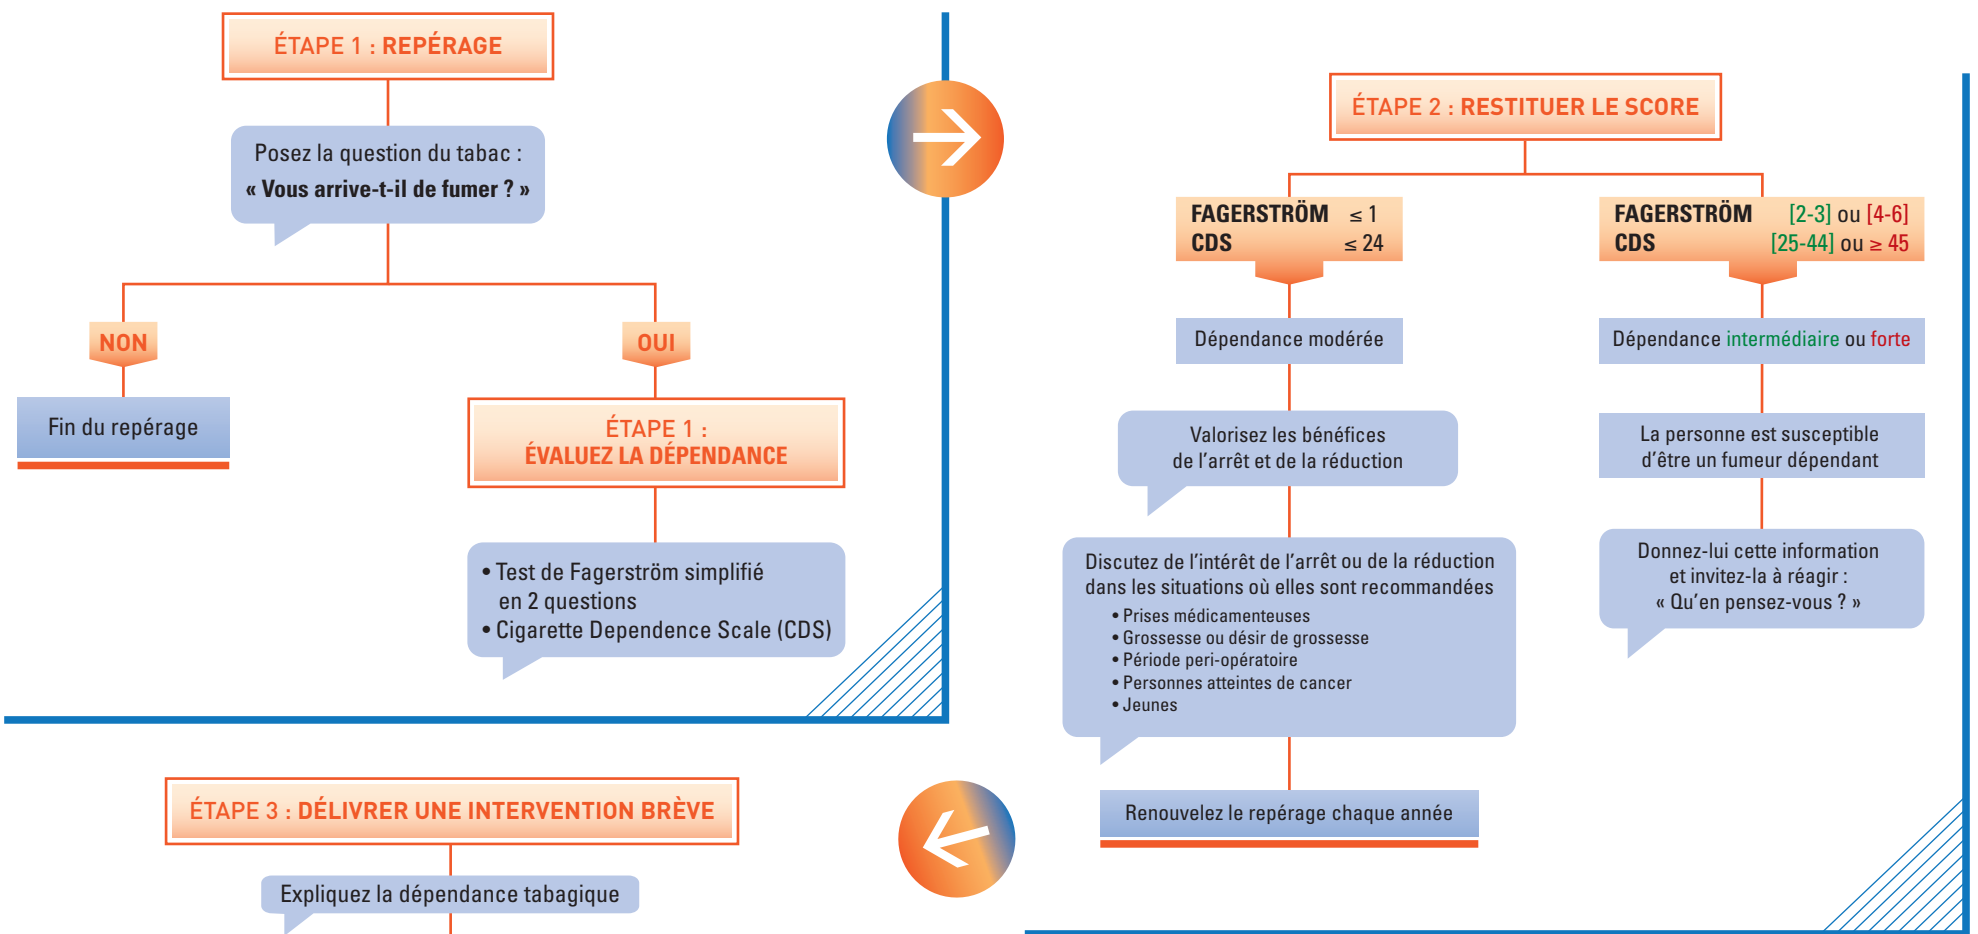 ÉTAPE 1 : REPÉRAGE
Posez la question du tabac :
« Vous arrive-t-il de fumer ? »
NON
OUI
Fin du repérage
ÉTAPE 1 :
ÉVALUEZ LA DÉPENDANCE
• Test de Fagerström simplifié
en 2 questions
• Cigarette Dependence Scale (CDS)
ÉTAPE 2 : RESTITUER LE SCORE
FAGERSTRÖM ≤ 1
CDS ≤ 24
Dépendance modérée
Valorisez les bénéfices
de l'arrêt et de la réduction
Discutez de l'intérêt de l'arrêt ou de la réduction
dans les situations où elles sont recommandées
• Prises médicamenteuses
• Grossesse ou désir de grossesse
• Période peri-opératoire
• Personnes atteintes de cancer
• Jeunes
Renouvelez le repérage chaque année
FAGERSTRÖM [2-3] ou [4-6]
CDS [25-44] ou ≥ 45
Dépendance intermédiaire ou forte
La personne est susceptible
d'être un fumeur dépendant
Donnez-lui cette information
et invitez-la à réagir :
« Qu'en pensez-vous ? »
ÉTAPE 3 : DÉLIVRER UNE INTERVENTION BRÈVE
Expliquez la dépendance tabagique